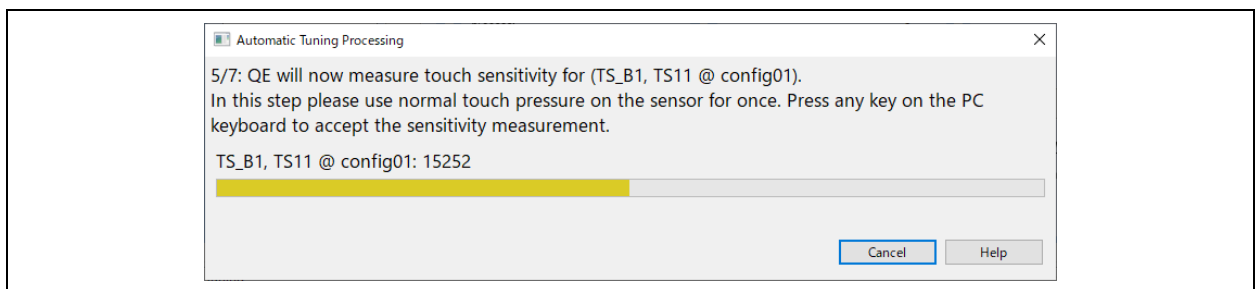 Automatic Tuning Processing
5/7: QE will now measure touch sensitivity for (TS_B1, TS11 @ config01).
In this step please use normal touch pressure on the sensor for once. Press any key on the PC
keyboard to accept the sensitivity measurement.
TS_B1, TS11 @ config01: 15252
Cancel Help